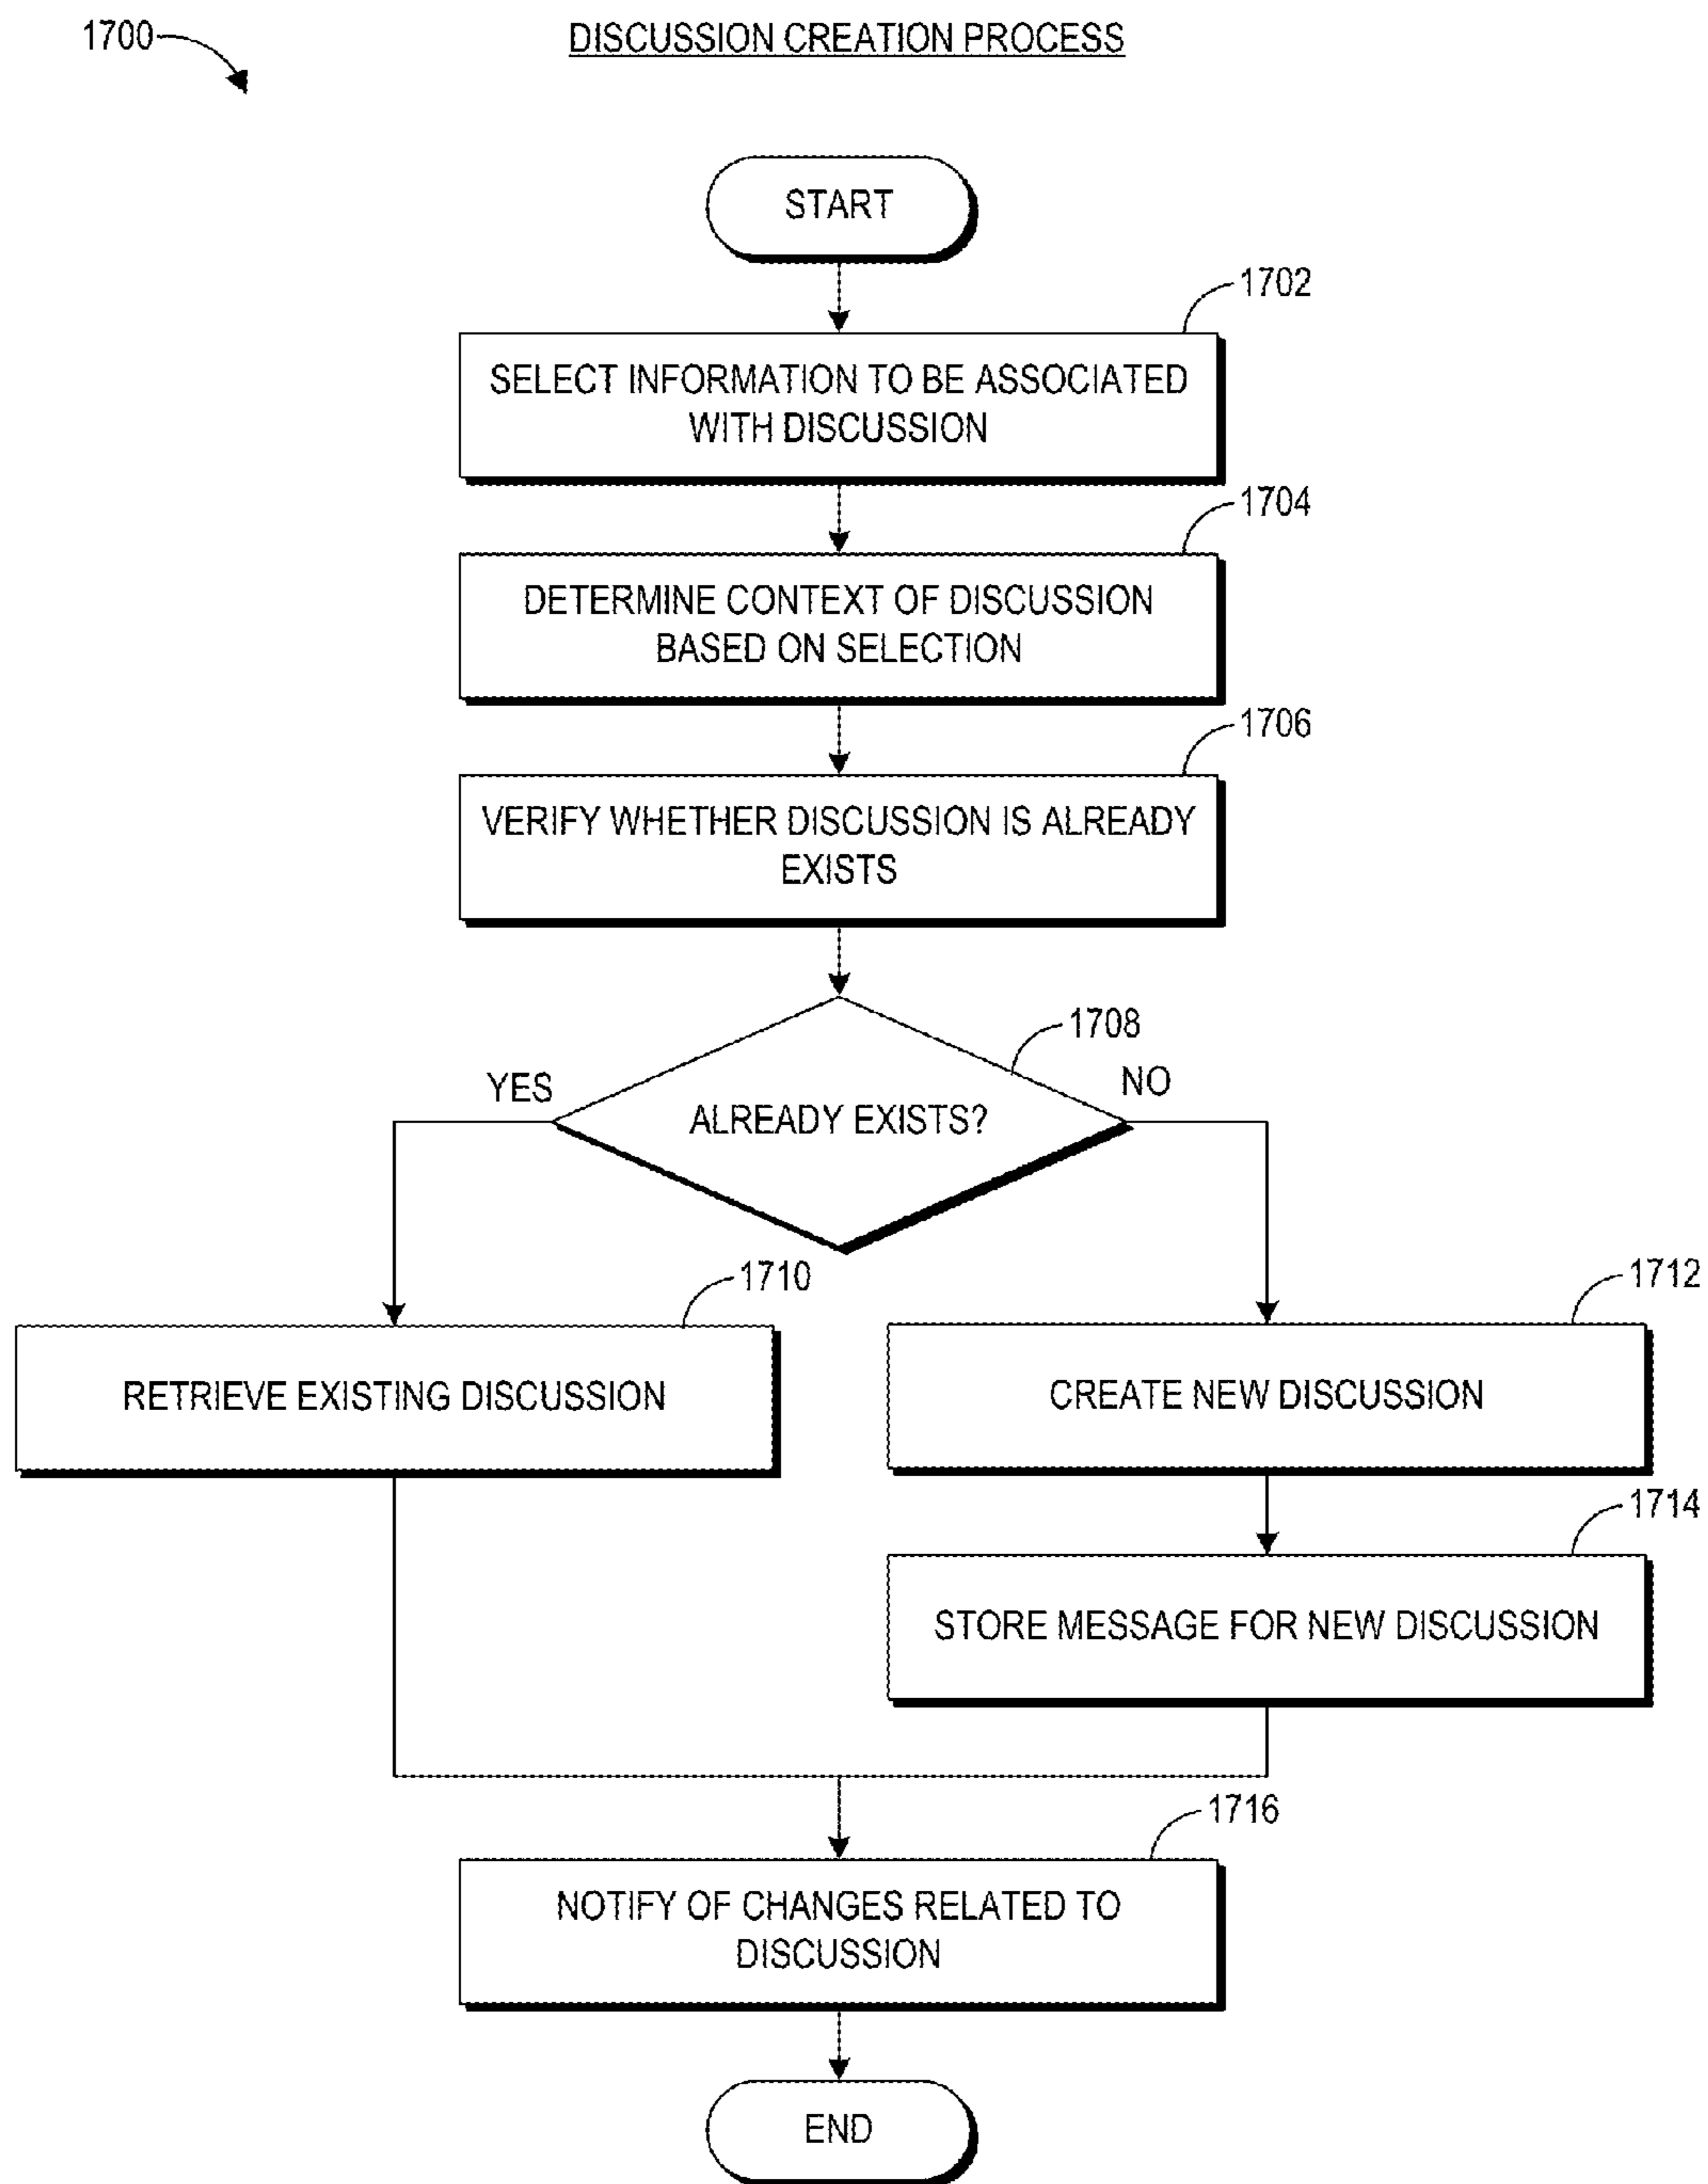 1700
DISCUSSION CREATION PROCESS
START
1702
SELECT INFORMATION TO BE ASSOCIATED
WITH DISCUSSION
1704
DETERMINE CONTEXT OF DISCUSSION
BASED ON SELECTION
1706
VERIFY WHETHER DISCUSSION IS ALREADY
EXISTS
1708
YES
NO
ALREADY EXISTS?
1710
1712
RETRIEVE EXISTING DISCUSSION
CREATE NEW DISCUSSION
1714
STORE MESSAGE FOR NEW DISCUSSION
1716
NOTIFY OF CHANGES RELATED TO
DISCUSSION
END